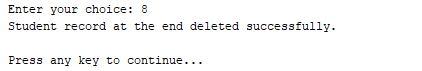 Enter your choice: 8
Student record at the end deleted successfully.
Press any key to continue...